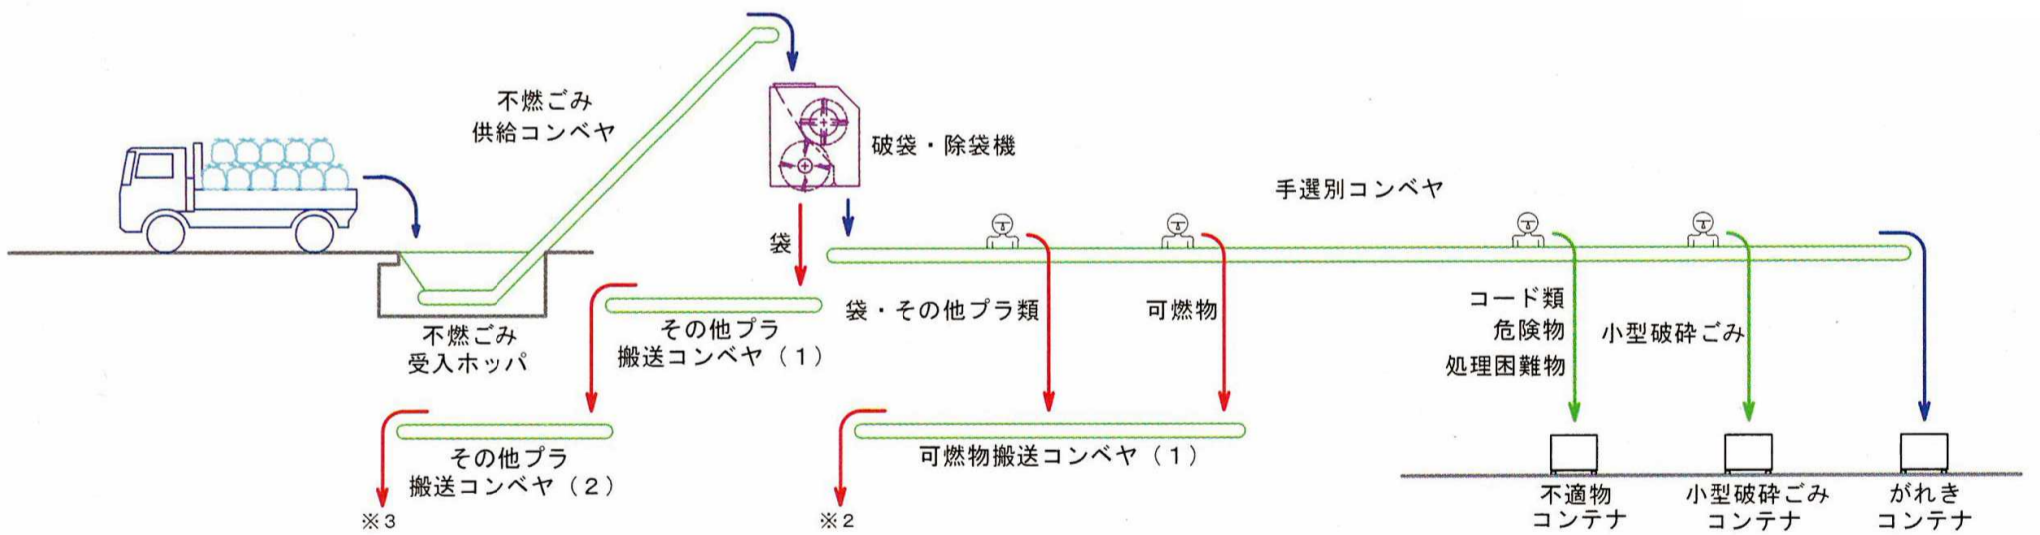 不燃ごみ
供給コンベヤ
破袋・除袋機
手選別コンベヤ
袋
不燃ごみ
受入ホッパ
その他プラ
搬送コンベヤ（1）
袋・その他プラ類
可燃物
コード類
危険物
処理困難物
小型破砕ごみ
その他プラ
搬送コンベヤ（2）
可燃物搬送コンベヤ（1）
不適物
コンテナ
小型破砕ごみ
コンテナ
がれき
コンテナ
※3
※2